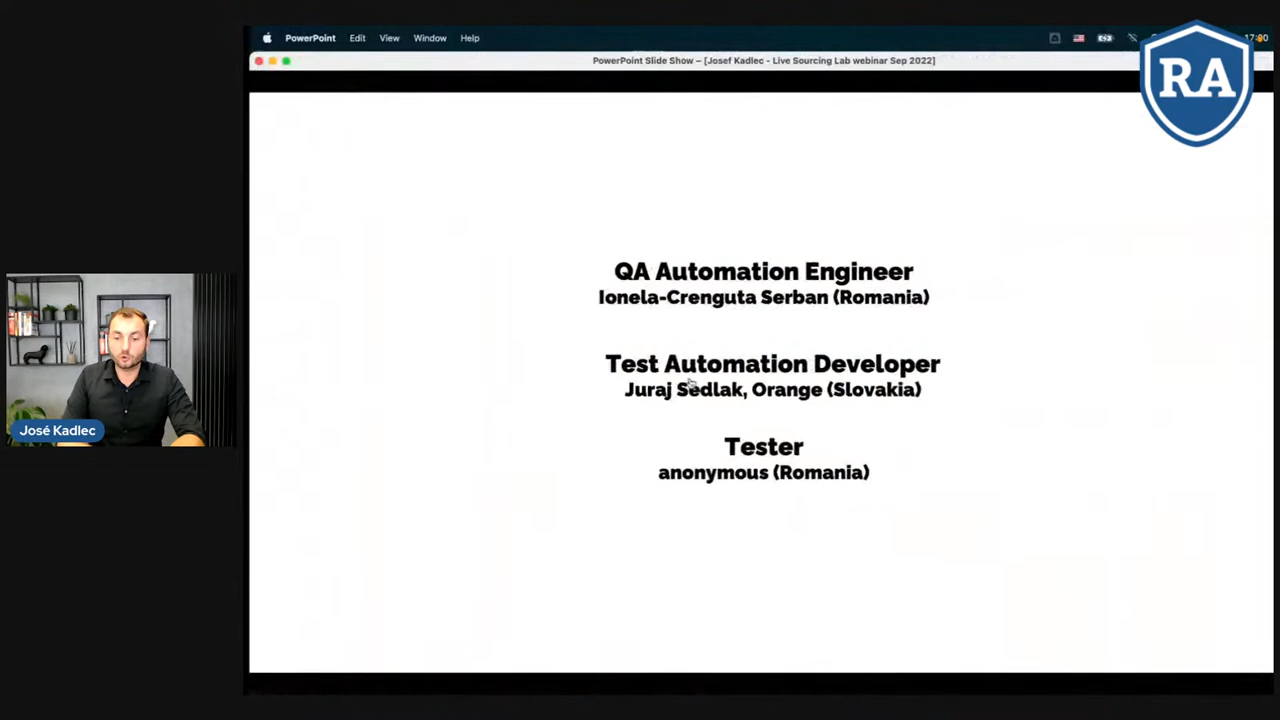 PowerPoint Edit View Window Help
PowerPoint Slide Show – [Josef Kadlec - Live Sourcing Lab webinar Sep 2022]
RA
QA Automation Engineer
Ionela-Crenguta Serban (Romania)
Test Automation Developer
Juraj Sedlak, Orange (Slovakia)
Tester
anonymous (Romania)
José Kadlec